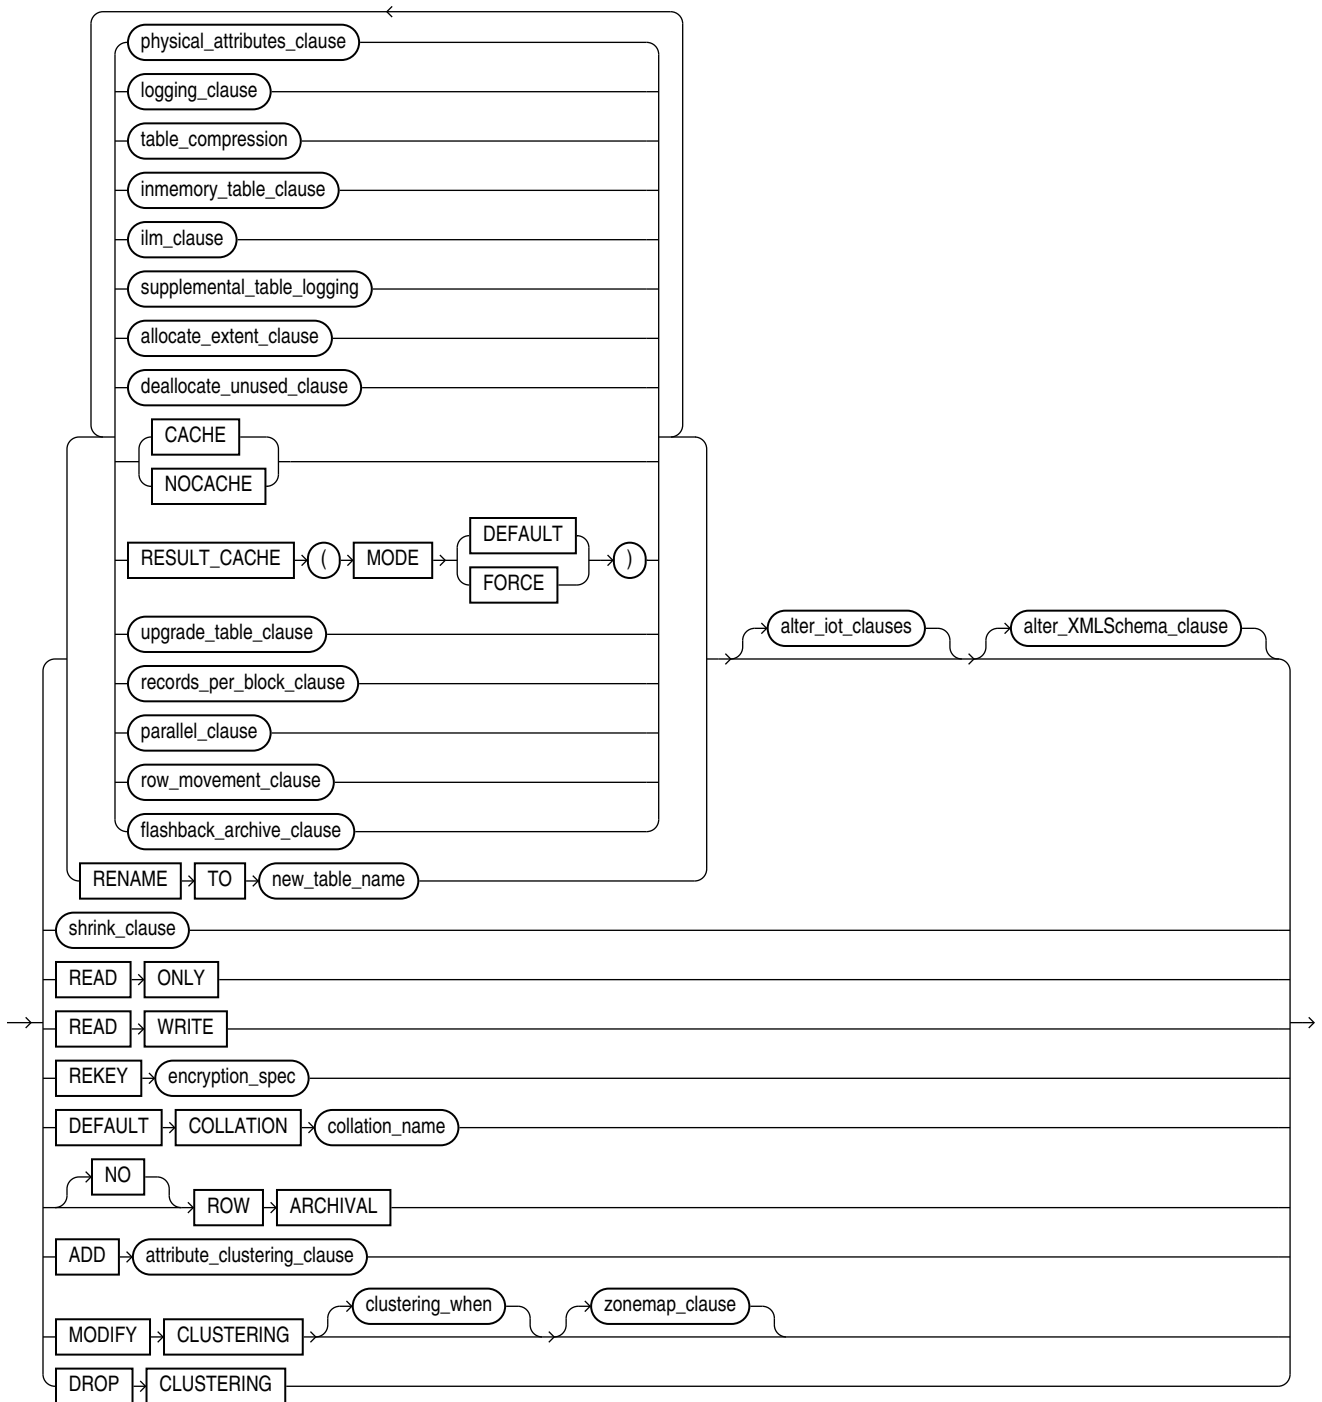 physical_attributes_clause
logging_clause
table_compression
inmemory_table_clause
ilm_clause
supplemental_table_logging
allocate_extent_clause
deallocate_unused_clause
CACHE
NOCACHE
DEFAULT
RESULT_CACHE ( MODE )
FORCE
alter_iot_clauses alter_XMLSchema_clause
upgrade_table_clause
records_per_block_clause
parallel_clause
row_movement_clause
flashback_archive_clause
RENAME TO new_table_name
shrink_clause
READ ONLY
READ WRITE
REKEY encryption_spec
DEFAULT COLLATION collation_name
NO
ROW ARCHIVAL
ADD attribute_clustering_clause
clustering_when zonemap_clause
MODIFY CLUSTERING
DROP CLUSTERING